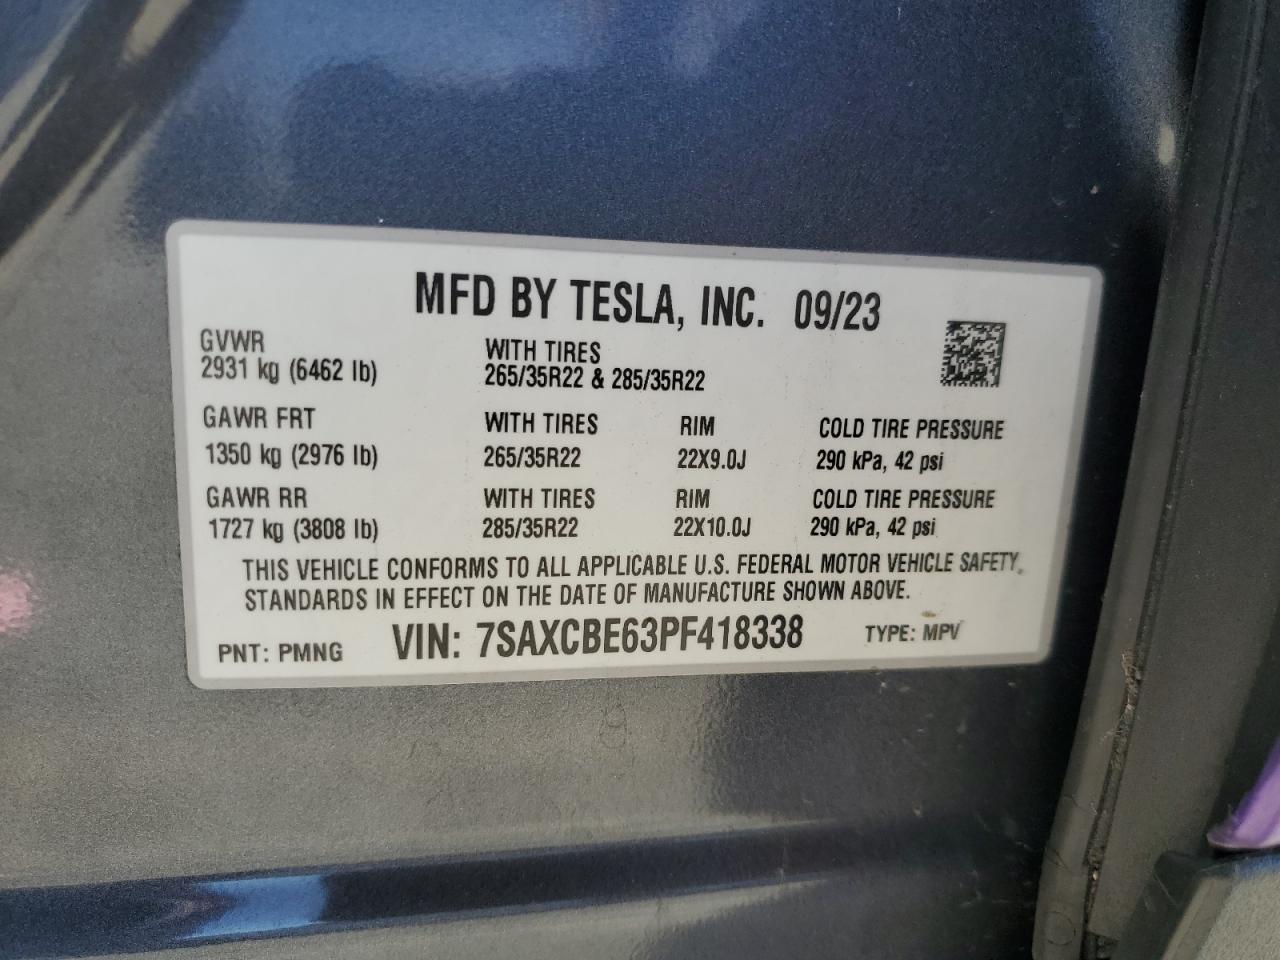 MFD BY TESLA, INC. 09/23
GVWR
2931 kg (6462 lb)
WITH TIRES
265/35R22 & 285/35R22
GAWR FRT WITH TIRES RIM COLD TIRE PRESSURE
1350 kg (2976 lb) 265/35R22 22X9.0J 290 kPa, 42 psi
GAWR RR WITH TIRES RIM COLD TIRE PRESSURE
1727 kg (3808 lb) 285/35R22 22X10.0J 290 kPa, 42 psi
THIS VEHICLE CONFORMS TO ALL APPLICABLE U.S. FEDERAL MOTOR VEHICLE SAFETY
STANDARDS IN EFFECT ON THE DATE OF MANUFACTURE SHOWN ABOVE.
PNT: PMNG VIN: 7SAXCBE63PF418338 TYPE: MPV